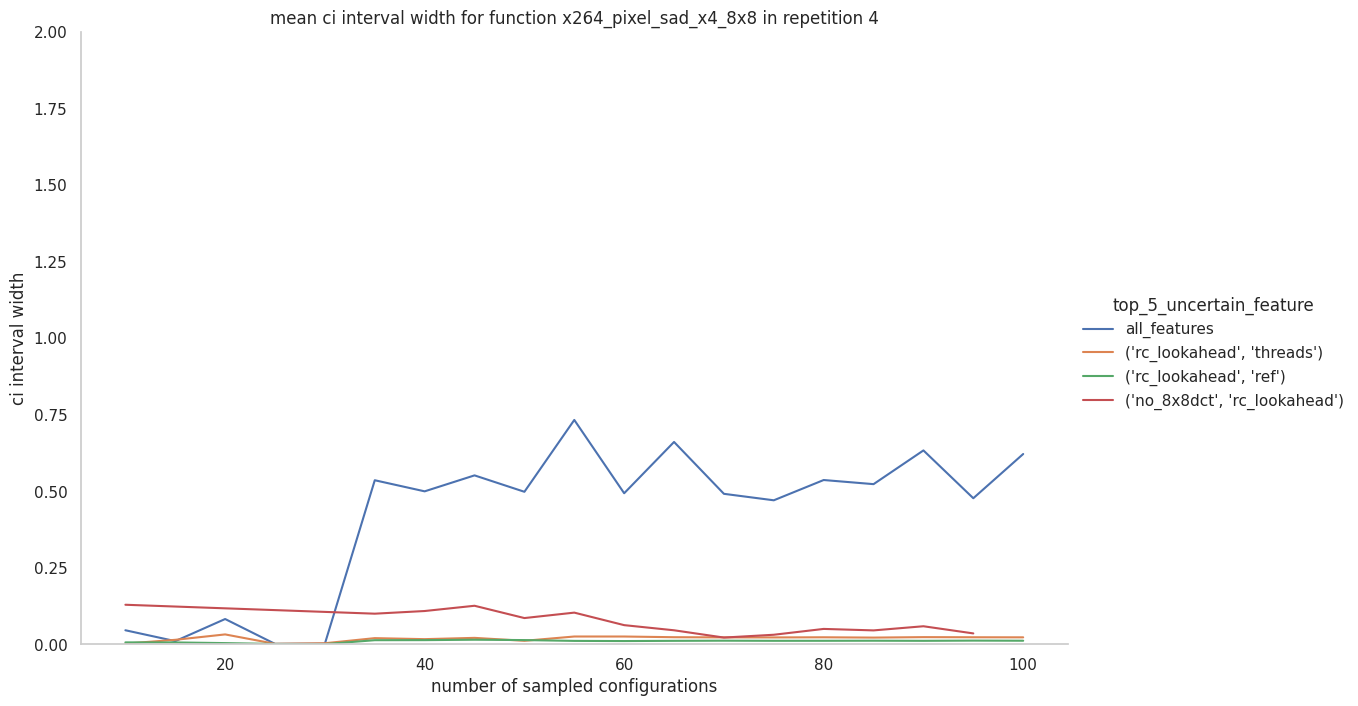 mean ci interval width for function x264_pixel_sad_x4_8x8 in repetition 4
2.00
1.75
1.50
1.25
1.00
0.75
0.50
0.25
0.00
ci interval width
20
40
60
80
100
number of sampled configurations
top_5_uncertain_feature
all_features
('rc_lookahead', 'threads')
('rc_lookahead', 'ref')
('no_8x8dct', 'rc_lookahead')